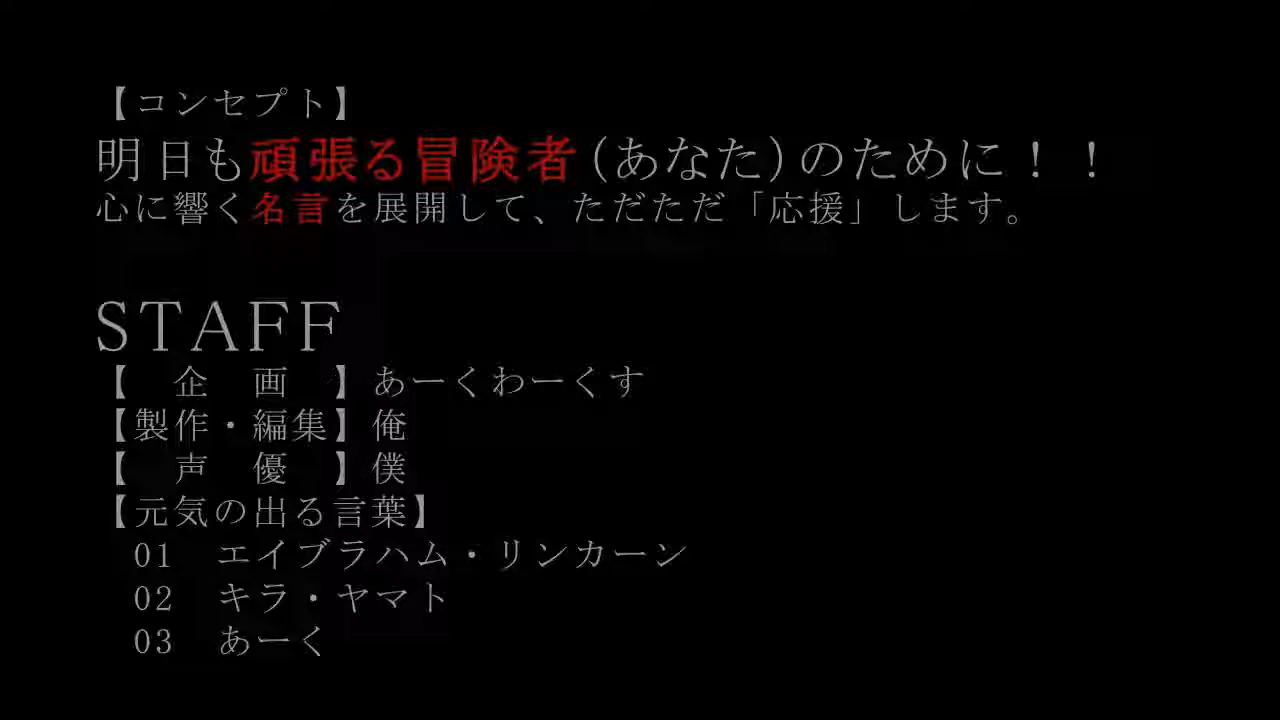 【コンセプト】
明日も頑張る冒険者(あなた)のために！！
心に響く名言を展開して、ただただ「応援」します。
STAFF
【　企　画　】あーくわーくす
【製作・編集】俺
【　声　優　】僕
【元気の出る言葉】
01　エイブラハム・リンカーン
02　キラ・ヤマト
03　あーく